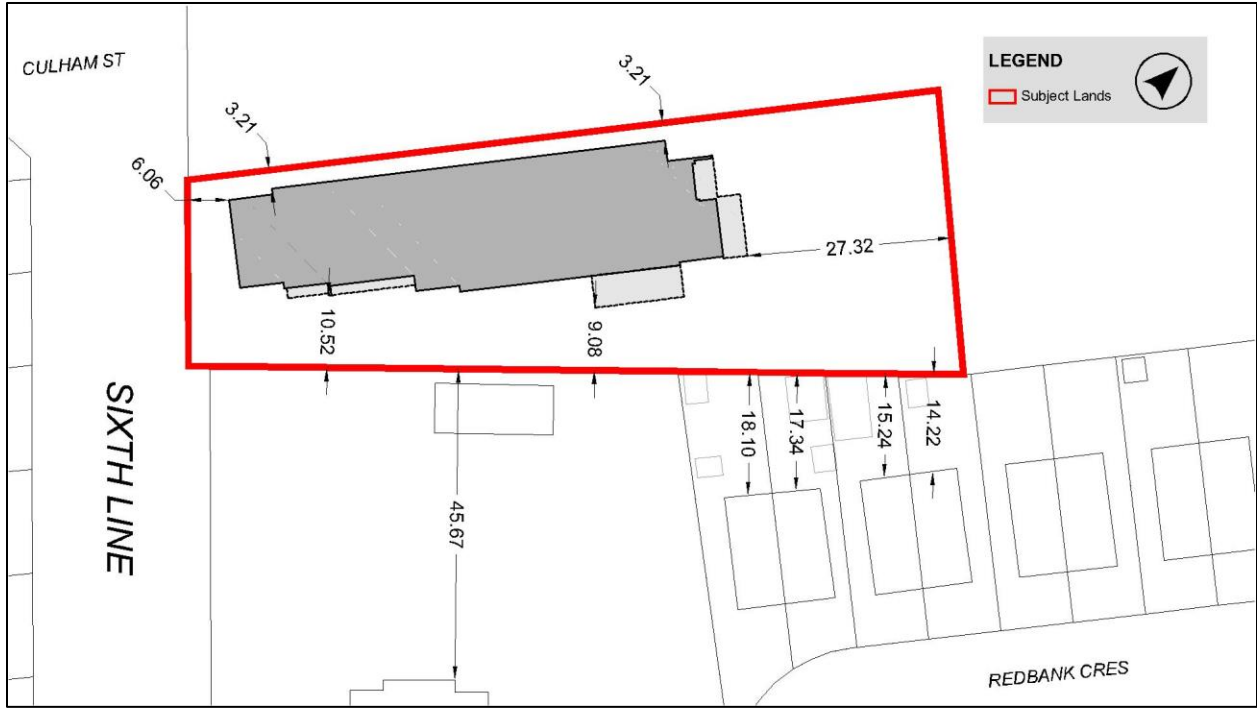 CULHAM ST
LEGEND
Subject Lands
3.21
3.21
6.06
27.32
10.52
9.08
18.10
17.34
15.24
14.22
45.67
SIXTH LINE
REDBANK CRES